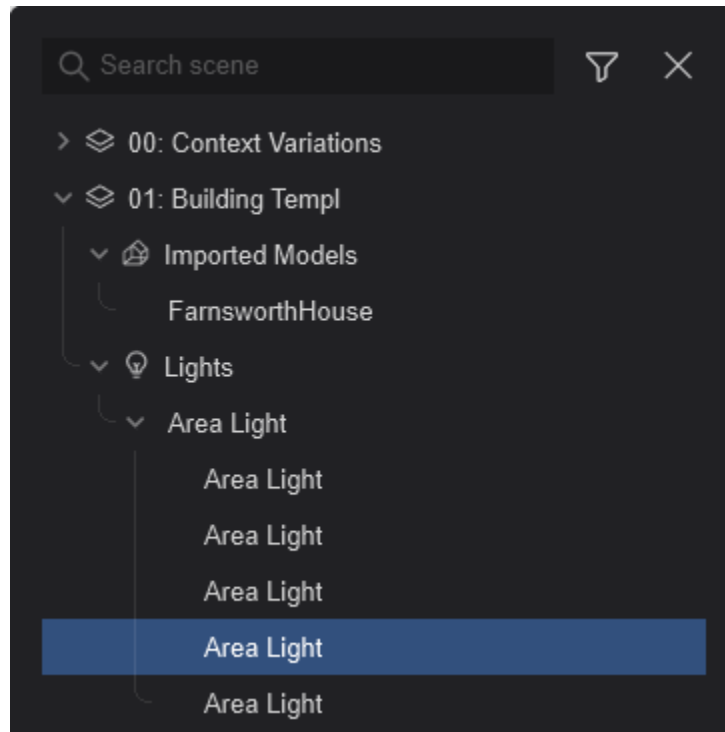 Search scene
00: Context Variations
01: Building Templ
Imported Models
FarnsworthHouse
Lights
Area Light
Area Light
Area Light
Area Light
Area Light
Area Light